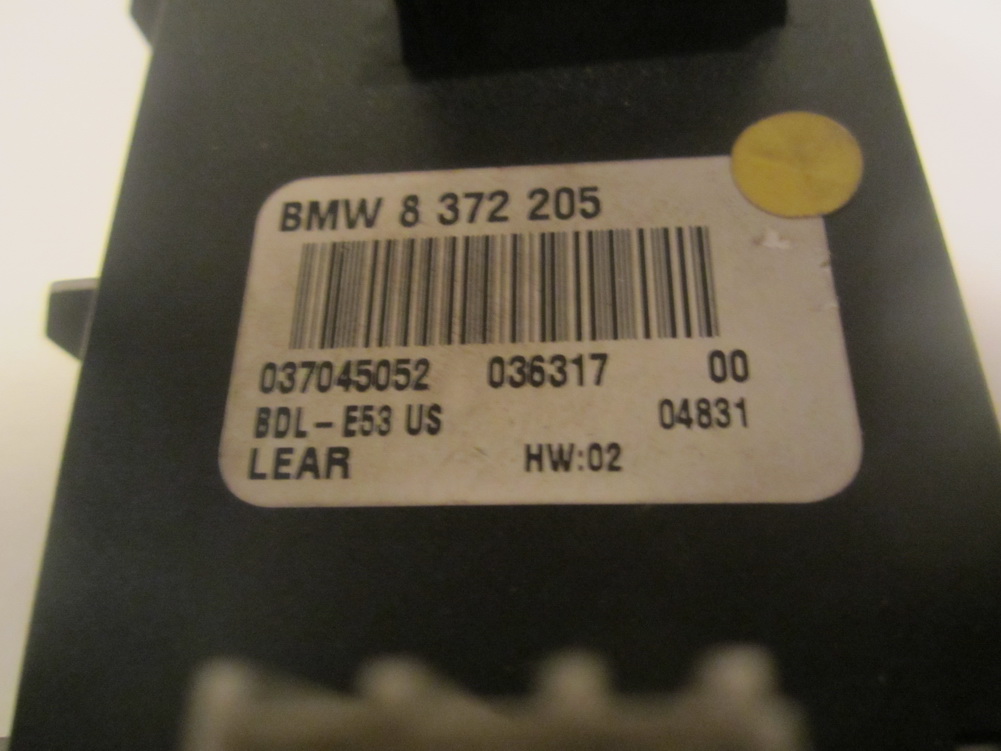 BMW 8 372 205
037045052 036317 00
BDL-E53 US 04831
LEAR HW:02